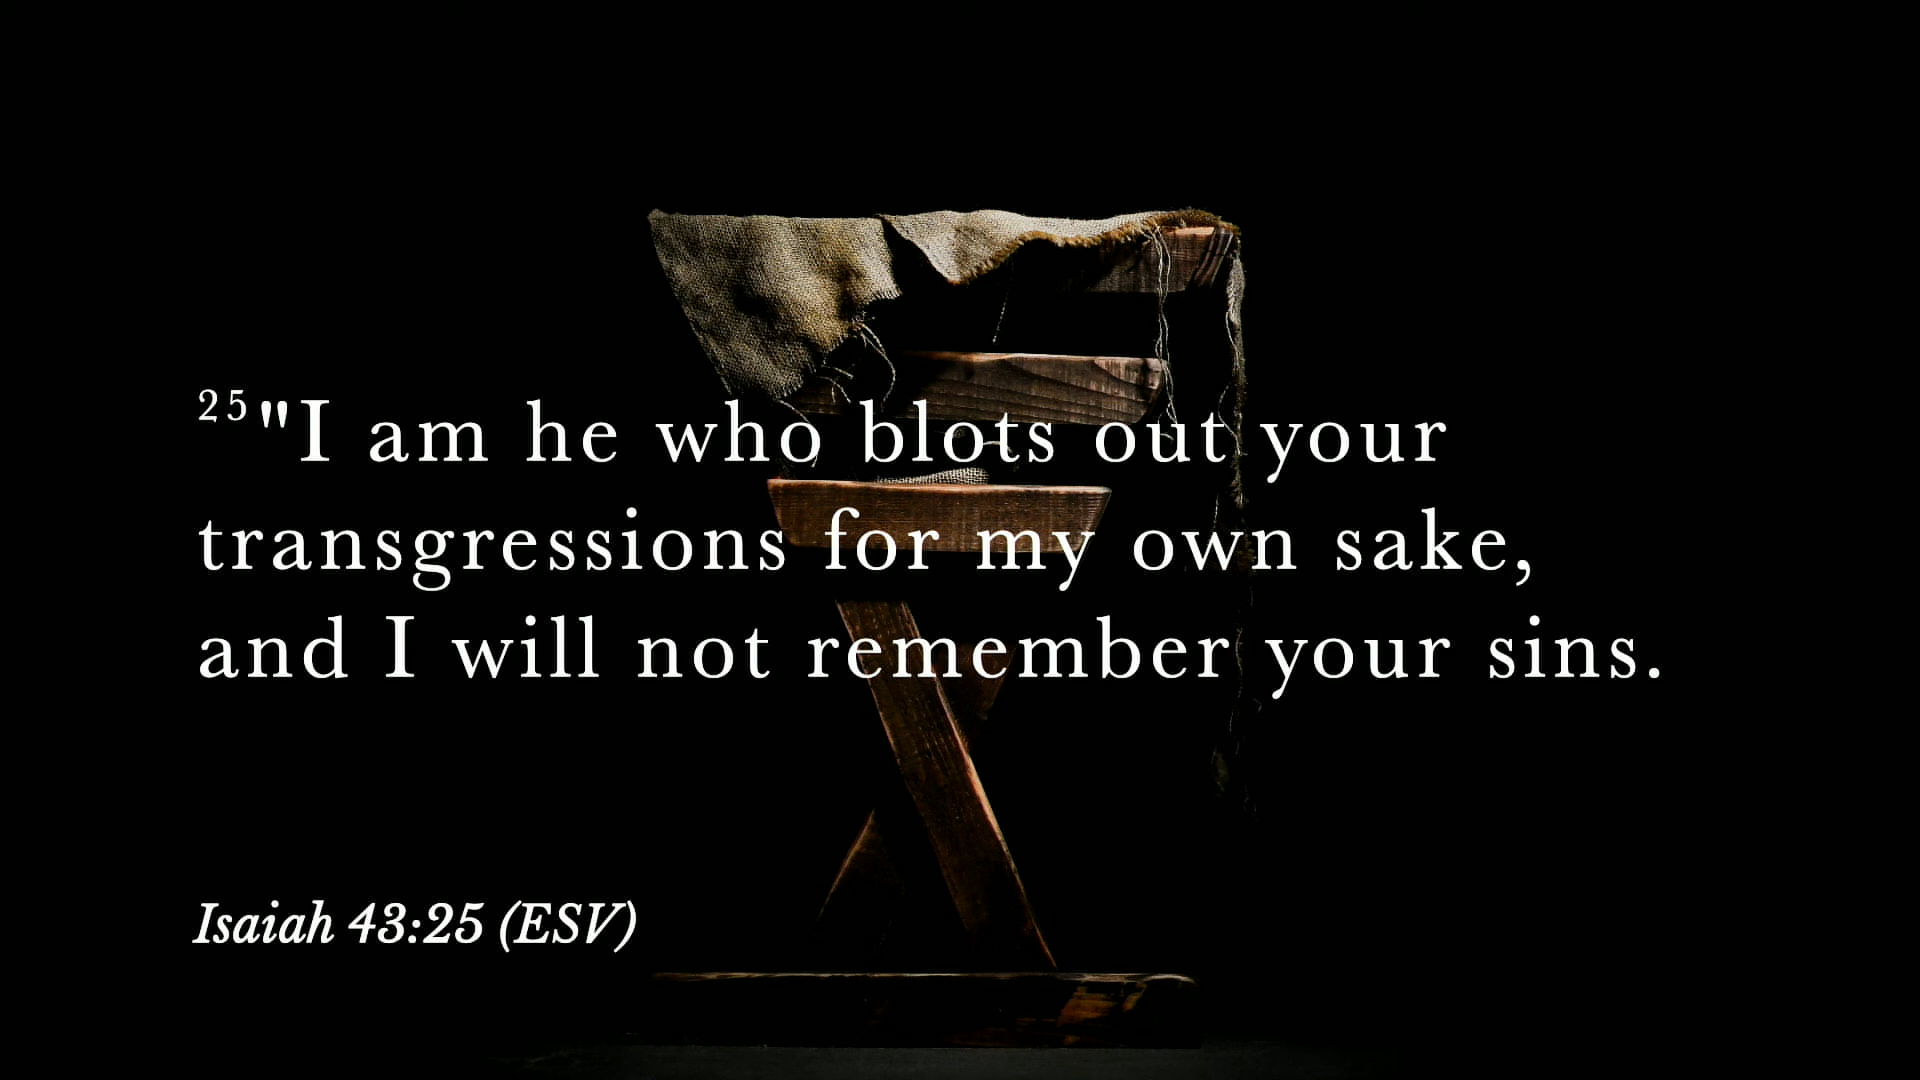 25"I am he who blots out your
transgressions for my own sake,
and I will not remember your sins.
Isaiah 43:25 (ESV)